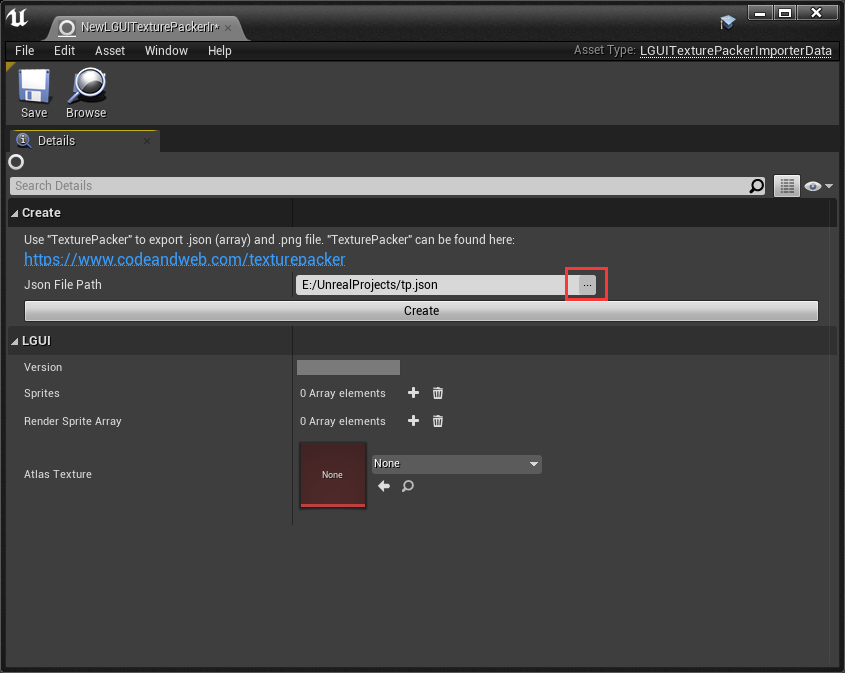 NewLGUITexturePackerIr*
File Edit Asset Window Help
Asset Type: LGUITexturePackerImporterData
Save Browse
Details
Search Details
Create
Use "TexturePacker" to export .json (array) and .png file. "TexturePacker" can be found here:
https://www.codeandweb.com/texturepacker
Json File Path E:/UnrealProjects/tp.json ...
Create
LGUI
Version
Sprites 0 Array elements
Render Sprite Array 0 Array elements
Atlas Texture None None